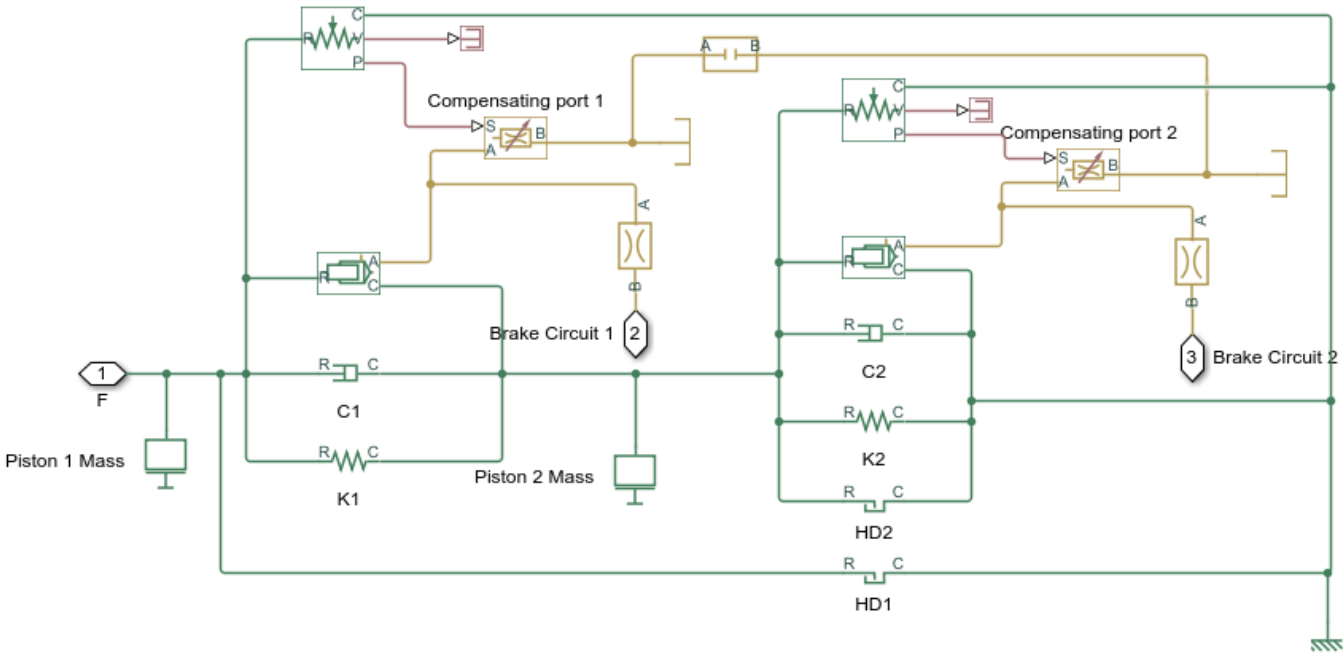 C
R V
P
A B
Compensating port 1
S
B
A
C
R V
P
Compensating port 2
S
B
A
A
A
R A
C
R A
C
B
B
Brake Circuit 1 2
R C
C2
3 Brake Circuit 2
1
F
R C
C1
R C
K2
Piston 1 Mass
R C
K1
Piston 2 Mass
R C
HD2
R C
HD1